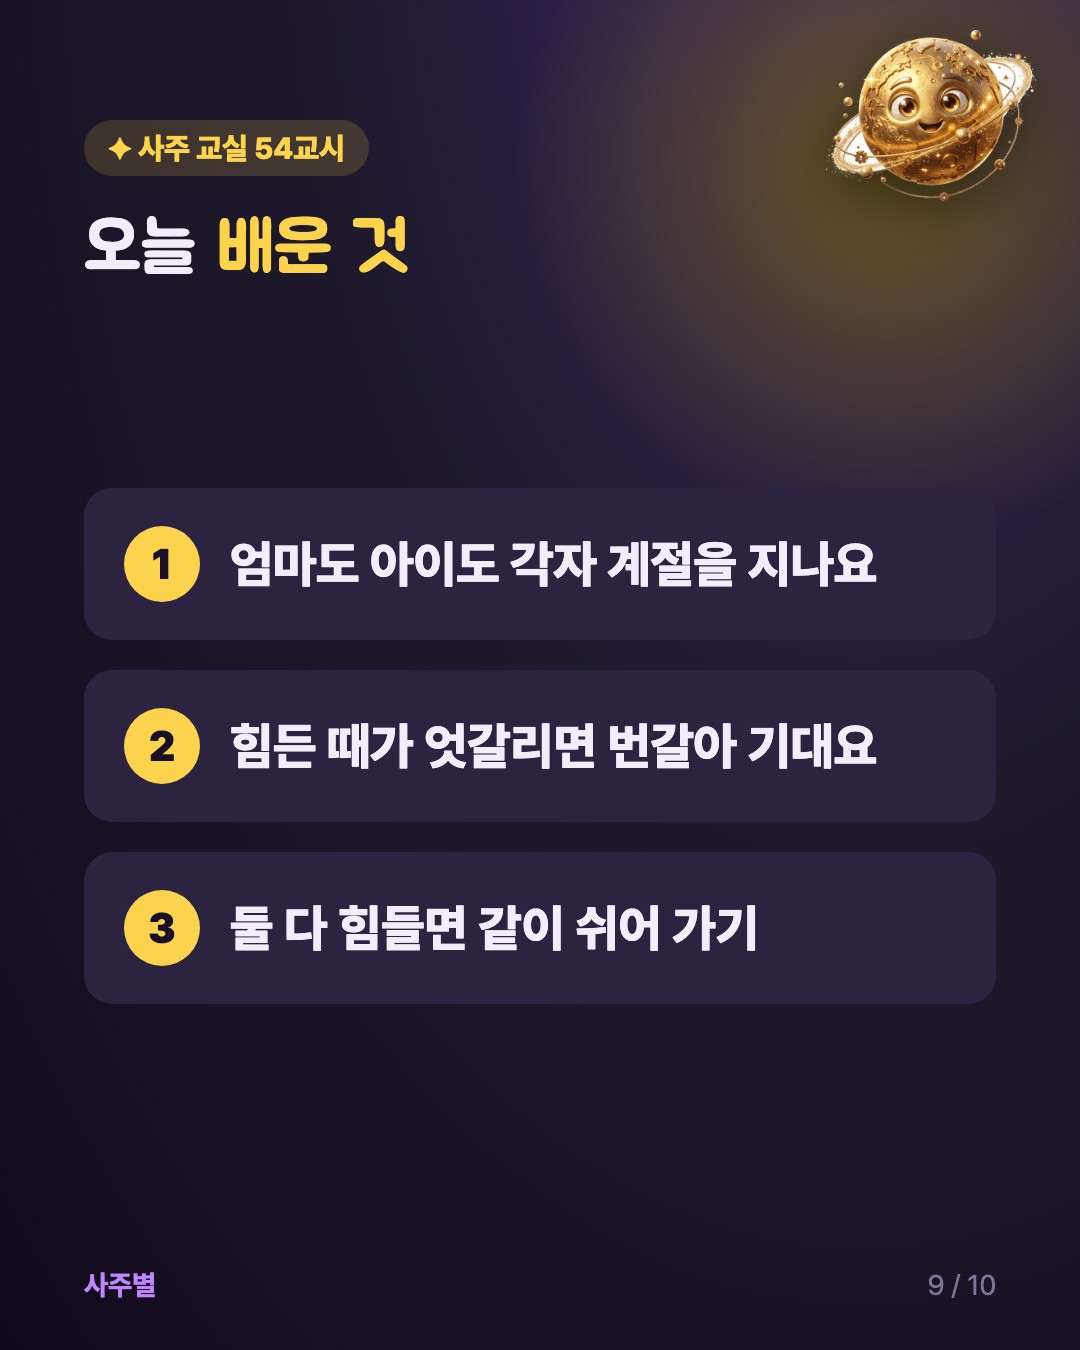 사주 교실 54교시
오늘 배운 것
1 엄마도 아이도 각자 계절을 지나요
2 힘든 때가 엇갈리면 번갈아 기대요
3 둘 다 힘들면 같이 쉬어 가기
사주별
9 / 10